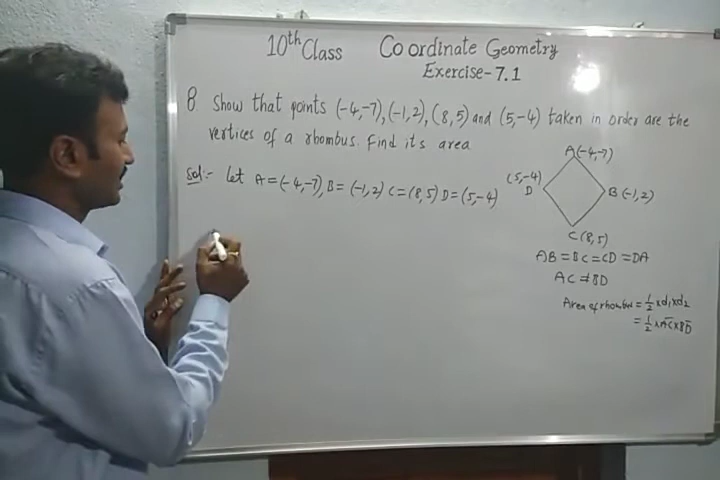 10th Class Coordinate Geometry
Exercise-7.1
8. Show that points (-4,-7), (-1,2), (8,5) and (5,-4) taken in order are the
vertices of a rhombus. Find its area
Sol:- Let A=(-4,-7), B=(-1,2) C=(8,5) D=(5,-4)
A(-4,-7)
(5,-4)
D
B(-1,2)
C(8,5)
AB=BC=CD=DA
AC≠BD
Area of rhombus=½×d1×d2
=½×AC×BD